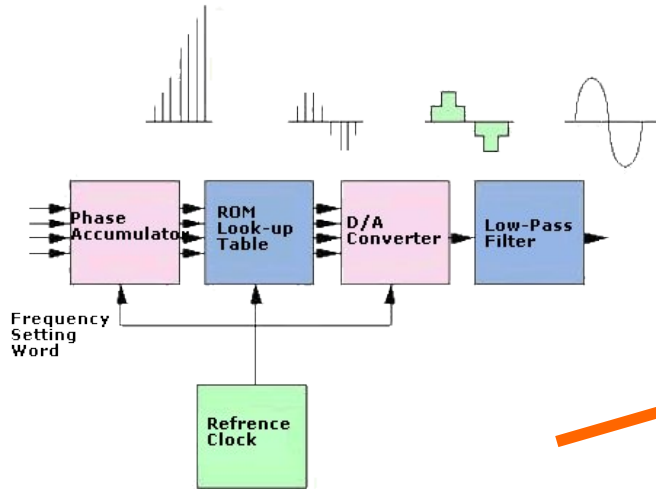 Phase
Accumulator
ROM
Look-up
Table
D/A
Converter
Low-Pass
Filter
Frequency
Setting
Word
Refrence
Clock